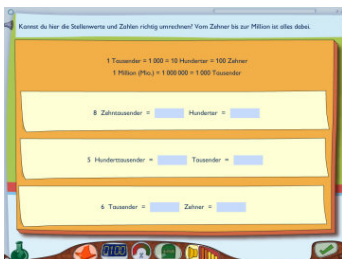 Kannst du hier die Stellenwerte und Zahlen richtig umrechnen? Vom Zehner bis zur Million ist alles dabei.
1 Tausender = 1 000 = 10 Hunderter = 100 Zehner
1 Million (Mio.) = 1 000 000 = 1 000 Tausender
8 Zehntausender = Hunderter =
5 Hunderttausender = Tausender =
6 Tausender = Zehner =